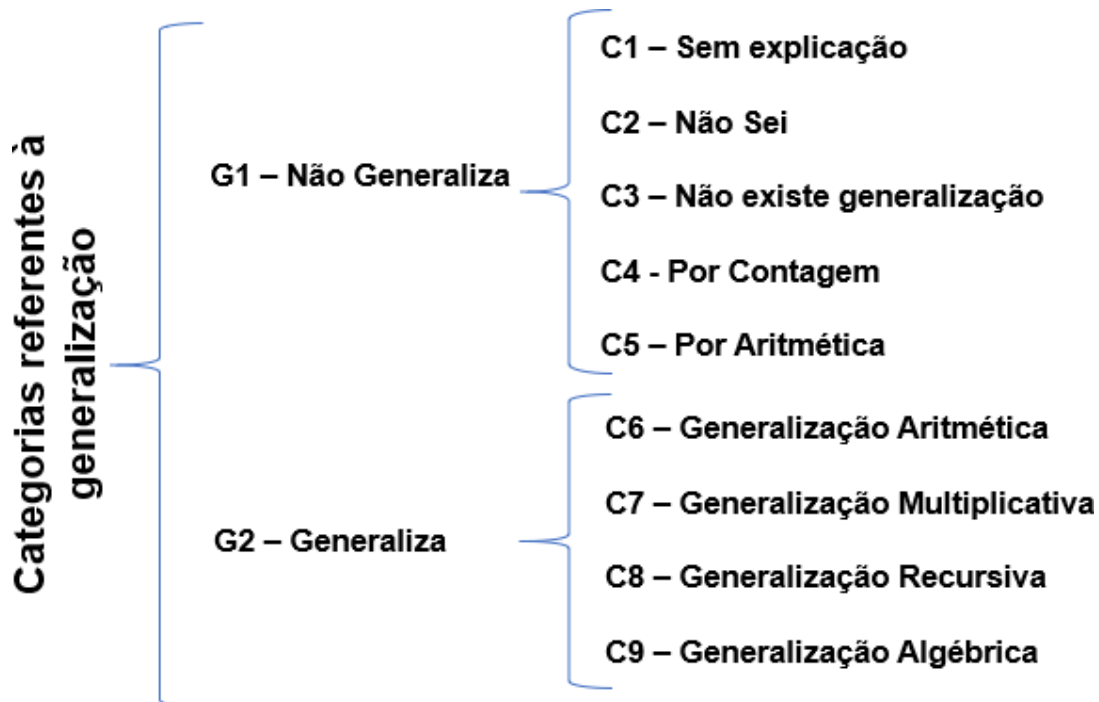 Categorias referentes à
generalização
G1 – Não Generaliza
C1 – Sem explicação
C2 – Não Sei
C3 – Não existe generalização
C4 - Por Contagem
C5 – Por Aritmética
G2 – Generaliza
C6 – Generalização Aritmética
C7 – Generalização Multiplicativa
C8 – Generalização Recursiva
C9 – Generalização Algébrica